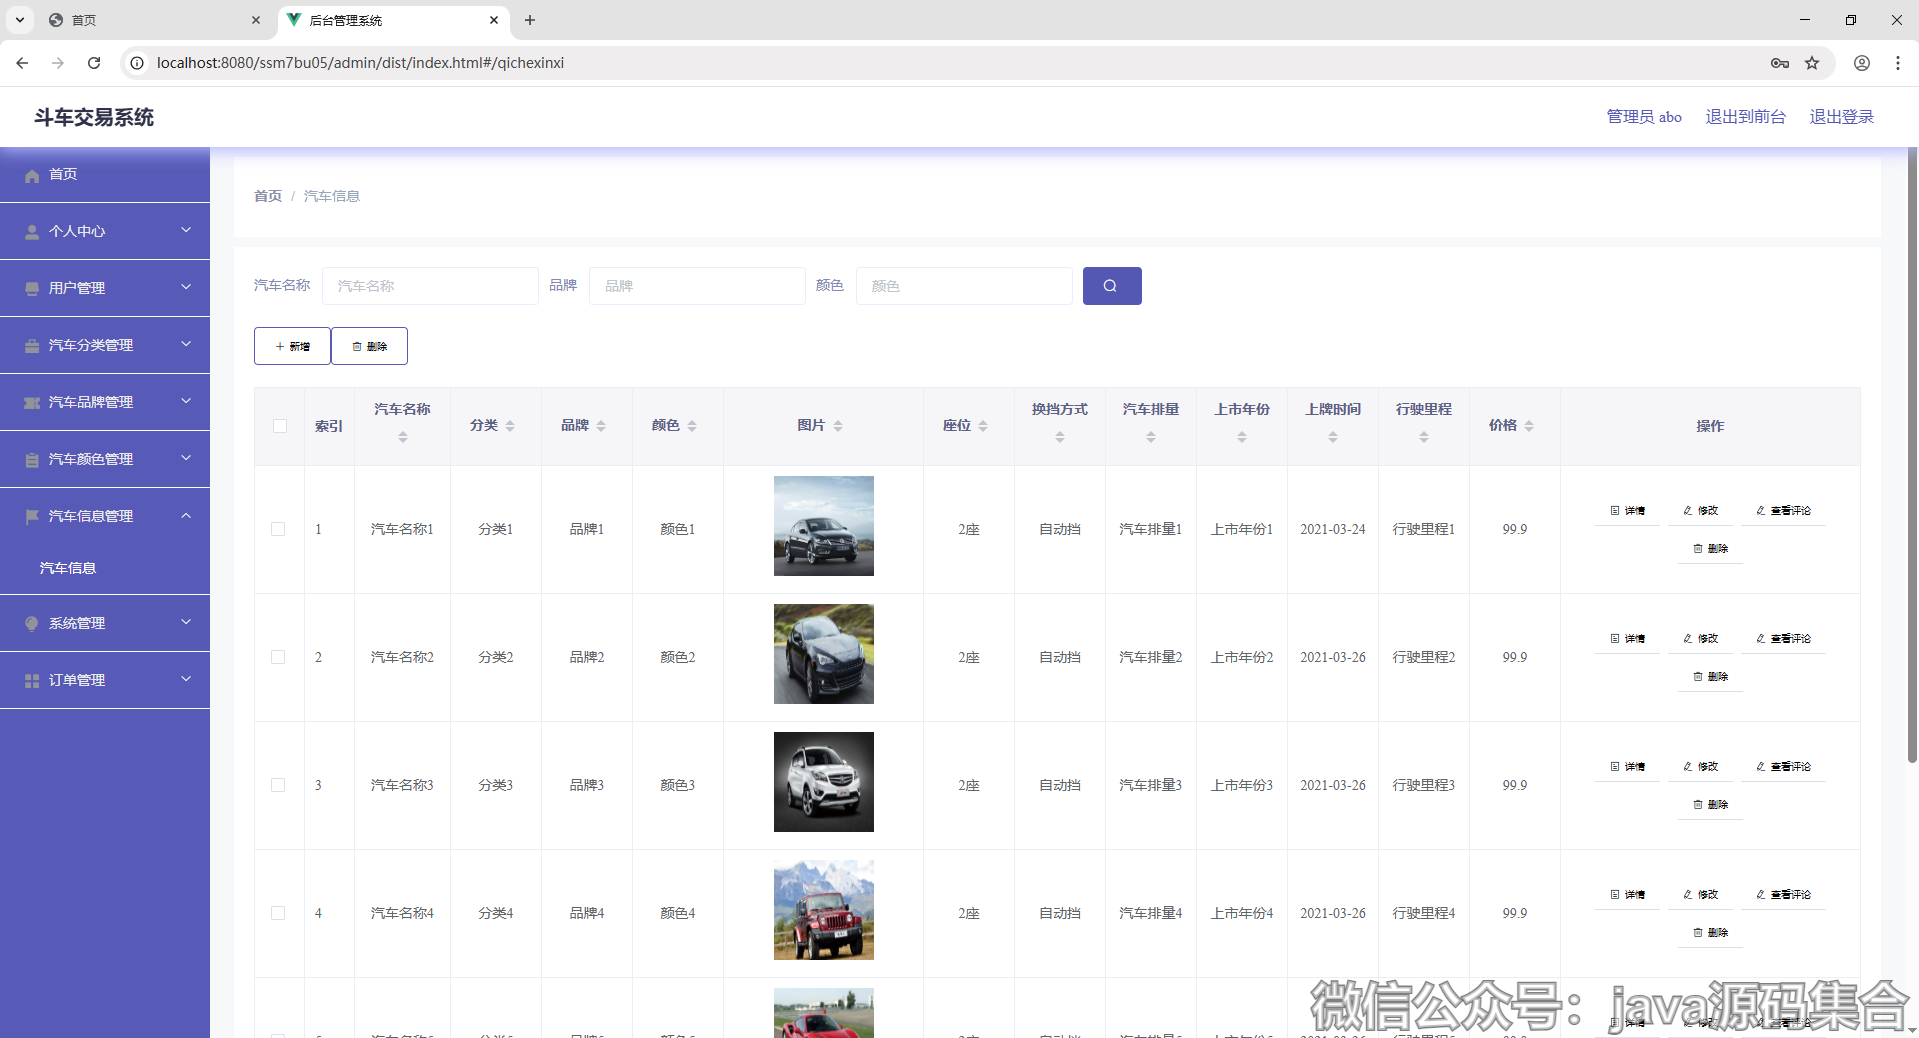 首页
后台管理系统
localhost:8080/ssm7bu05/admin/dist/index.html#/qichexinxi
斗车交易系统
管理员 abo 退出到前台 退出登录
首页
个人中心
用户管理
汽车分类管理
汽车品牌管理
汽车颜色管理
汽车信息管理
汽车信息
系统管理
订单管理
首页 / 汽车信息
汽车名称 汽车名称 品牌 品牌 颜色 颜色
新增 删除
索引 汽车名称 分类 品牌 颜色 图片 座位 换挡方式 汽车排量 上市年份 上牌时间 行驶里程 价格 操作
1 汽车名称1 分类1 品牌1 颜色1 2座 自动挡 汽车排量1 上市年份1 2021-03-24 行驶里程1 99.9 详情 修改 查看评论
删除
2 汽车名称2 分类2 品牌2 颜色2 2座 自动挡 汽车排量2 上市年份2 2021-03-26 行驶里程2 99.9 详情 修改 查看评论
删除
3 汽车名称3 分类3 品牌3 颜色3 2座 自动挡 汽车排量3 上市年份3 2021-03-26 行驶里程3 99.9 详情 修改 查看评论
删除
4 汽车名称4 分类4 品牌4 颜色4 2座 自动挡 汽车排量4 上市年份4 2021-03-26 行驶里程4 99.9 详情 修改 查看评论
删除
详情 修改 查看评论
微信公众号：java源码集合